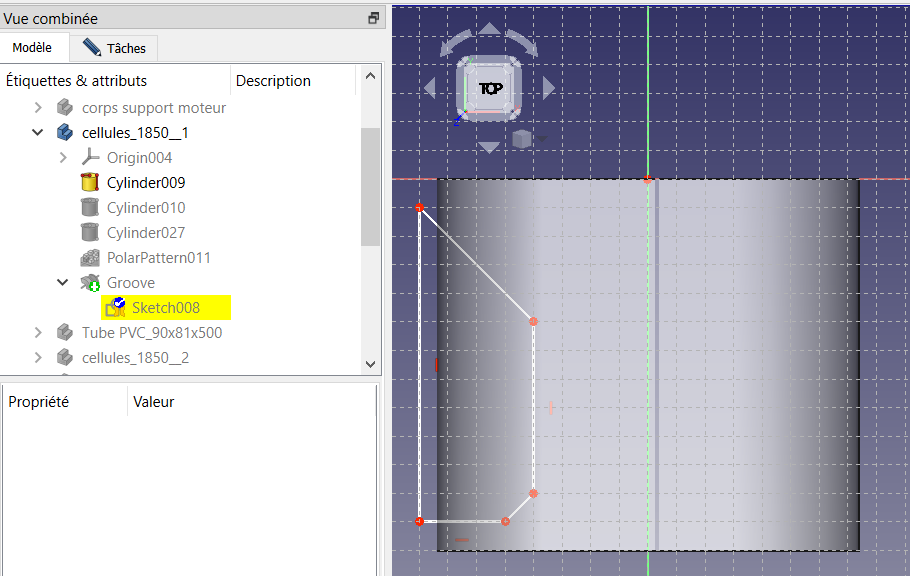 Vue combinée
Modèle
Tâches
Étiquettes & attributs
Description
corps support moteur
cellules_1850__1
Origin004
Cylinder009
Cylinder010
Cylinder027
PolarPattern011
Groove
Sketch008
Tube PVC_90x81x500
cellules_1850__2
Propriété
Valeur
TOP